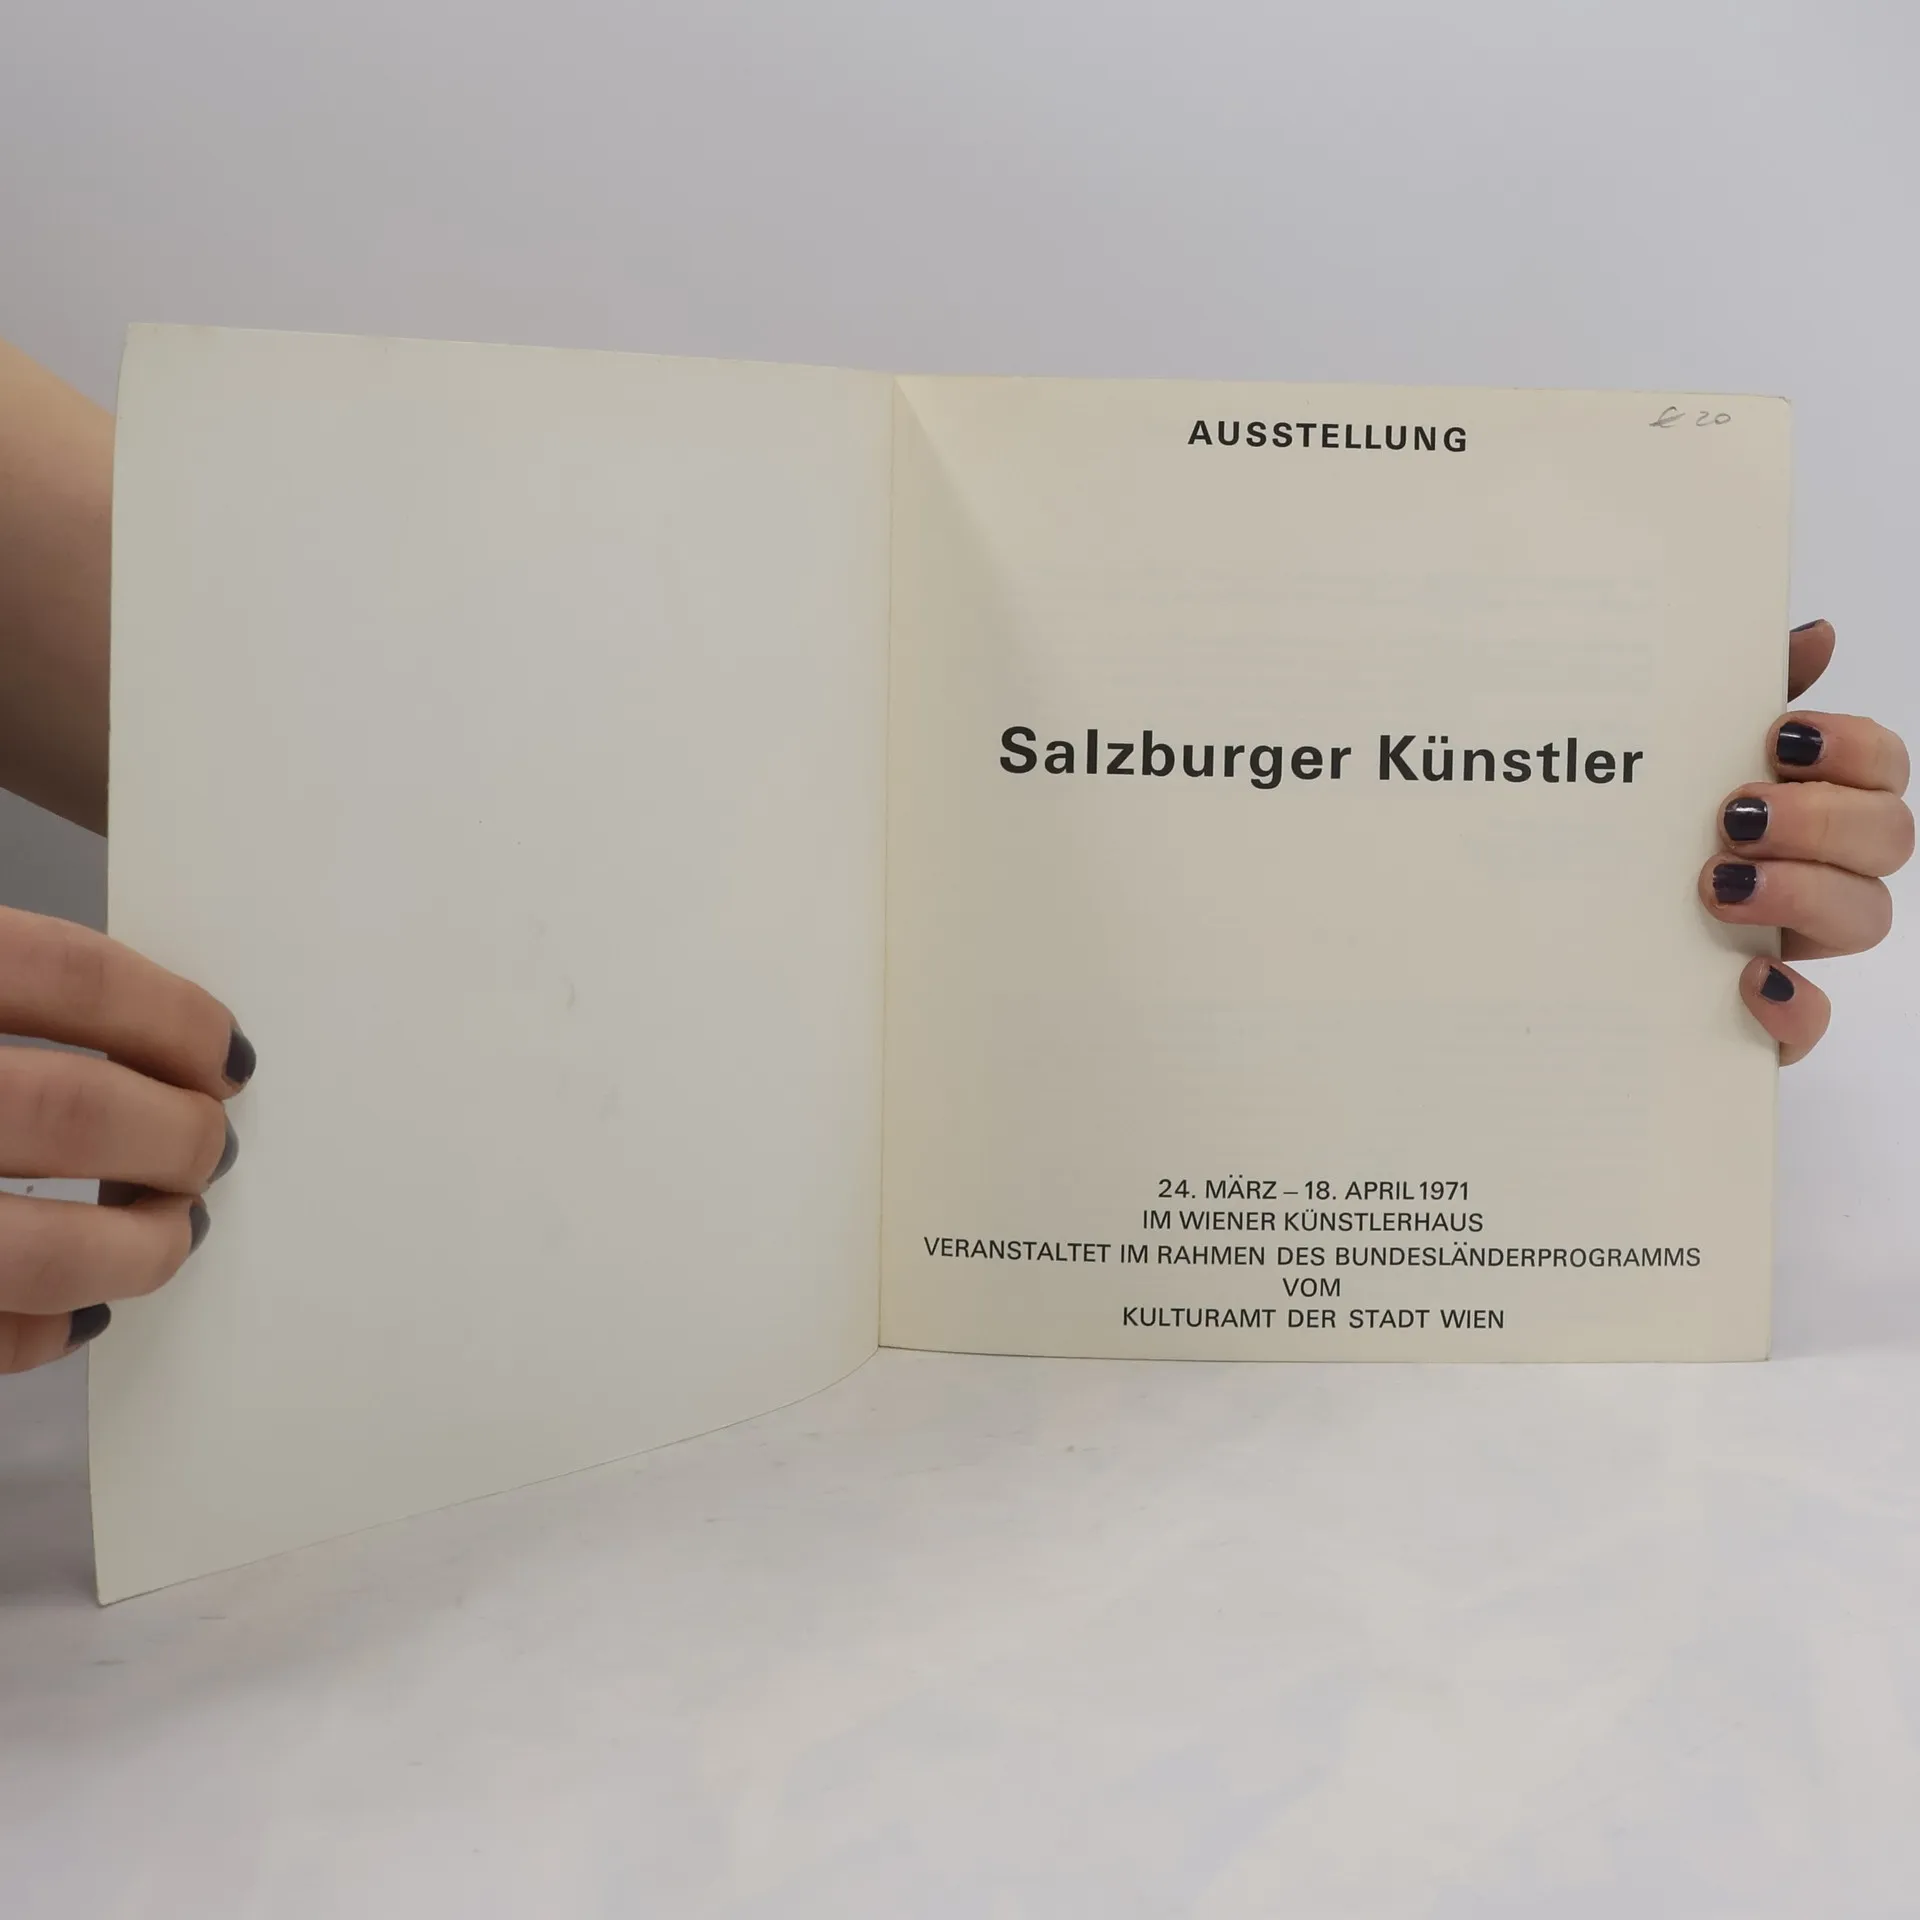 AUSSTELLUNG
€ 20
Salzburger Künstler
24. MÄRZ – 18. APRIL 1971
IM WIENER KÜNSTLERHAUS
VERANSTALTET IM RAHMEN DES BUNDESLÄNDERPROGRAMMS
VOM
KULTURAMT DER STADT WIEN